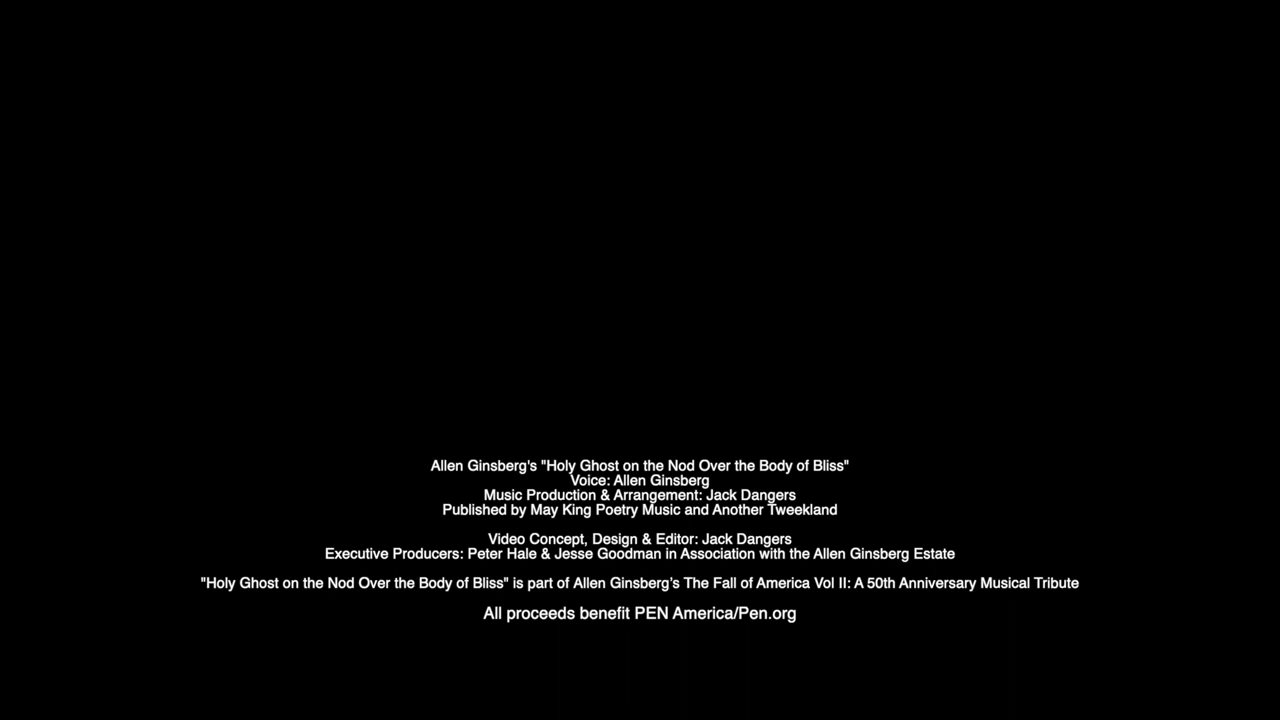 Allen Ginsberg's "Holy Ghost on the Nod Over the Body of Bliss"
Voice: Allen Ginsberg
Music Production & Arrangement: Jack Dangers
Published by May King Poetry Music and Another Tweekland
Video Concept, Design & Editor: Jack Dangers
Executive Producers: Peter Hale & Jesse Goodman in Association with the Allen Ginsberg Estate
"Holy Ghost on the Nod Over the Body of Bliss" is part of Allen Ginsberg’s The Fall of America Vol II: A 50th Anniversary Musical Tribute
All proceeds benefit PEN America/Pen.org